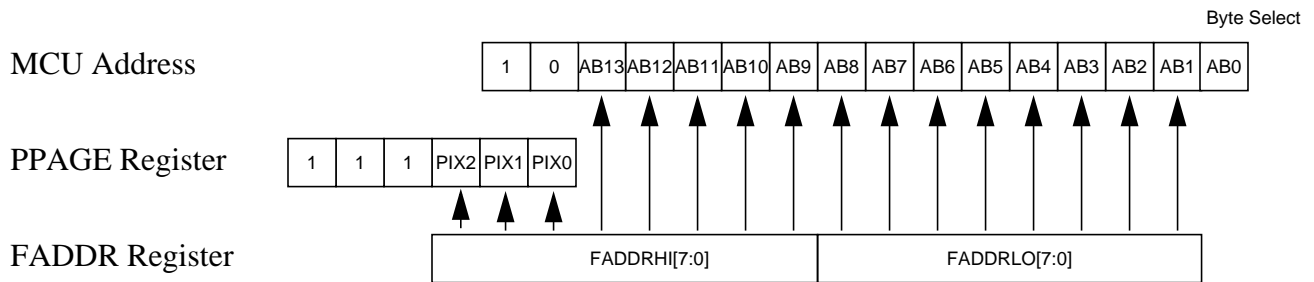 Byte Select
MCU Address 1 0 AB13 AB12 AB11 AB10 AB9 AB8 AB7 AB6 AB5 AB4 AB3 AB2 AB1 AB0
PPAGE Register 1 1 1 PIX2 PIX1 PIX0
FADDR Register FADDRHI[7:0] FADDRLO[7:0]